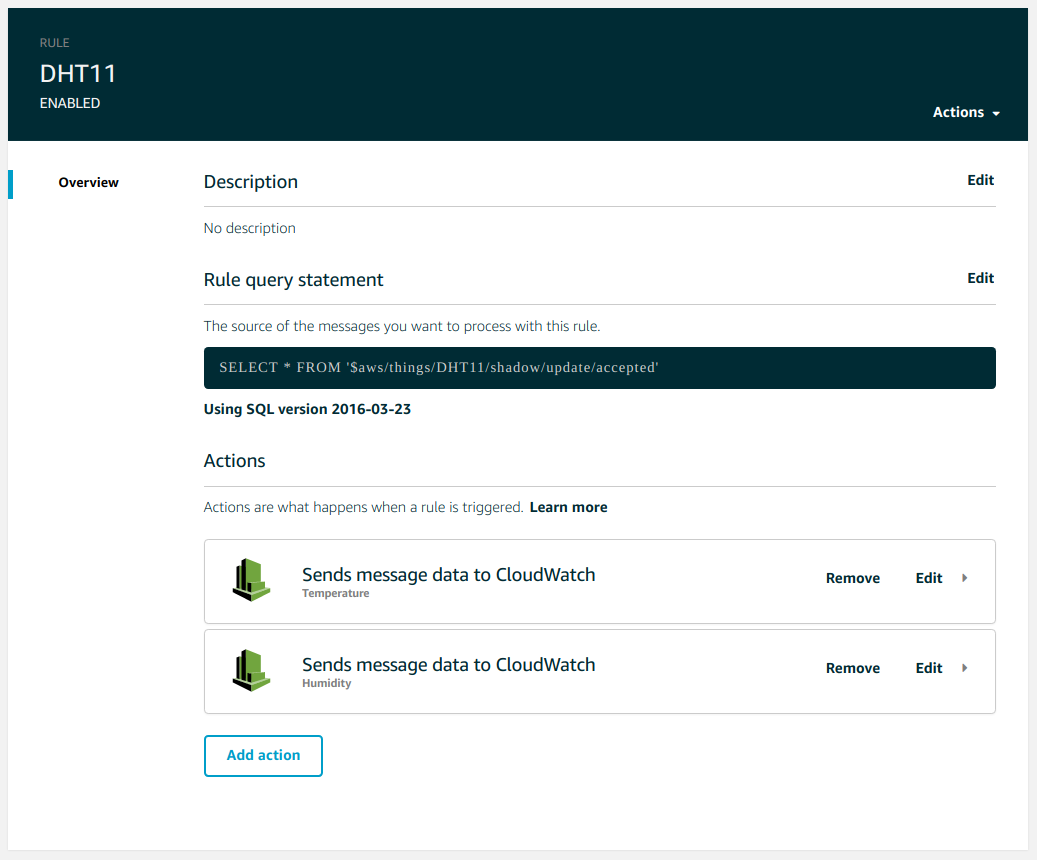 RULE
DHT11
ENABLED
Actions
Overview
Description
Edit
No description
Rule query statement
Edit
The source of the messages you want to process with this rule.
SELECT * FROM '$aws/things/DHT11/shadow/update/accepted'
Using SQL version 2016-03-23
Actions
Actions are what happens when a rule is triggered. Learn more
Sends message data to CloudWatch
Temperature
Remove
Edit
Sends message data to CloudWatch
Humidity
Remove
Edit
Add action